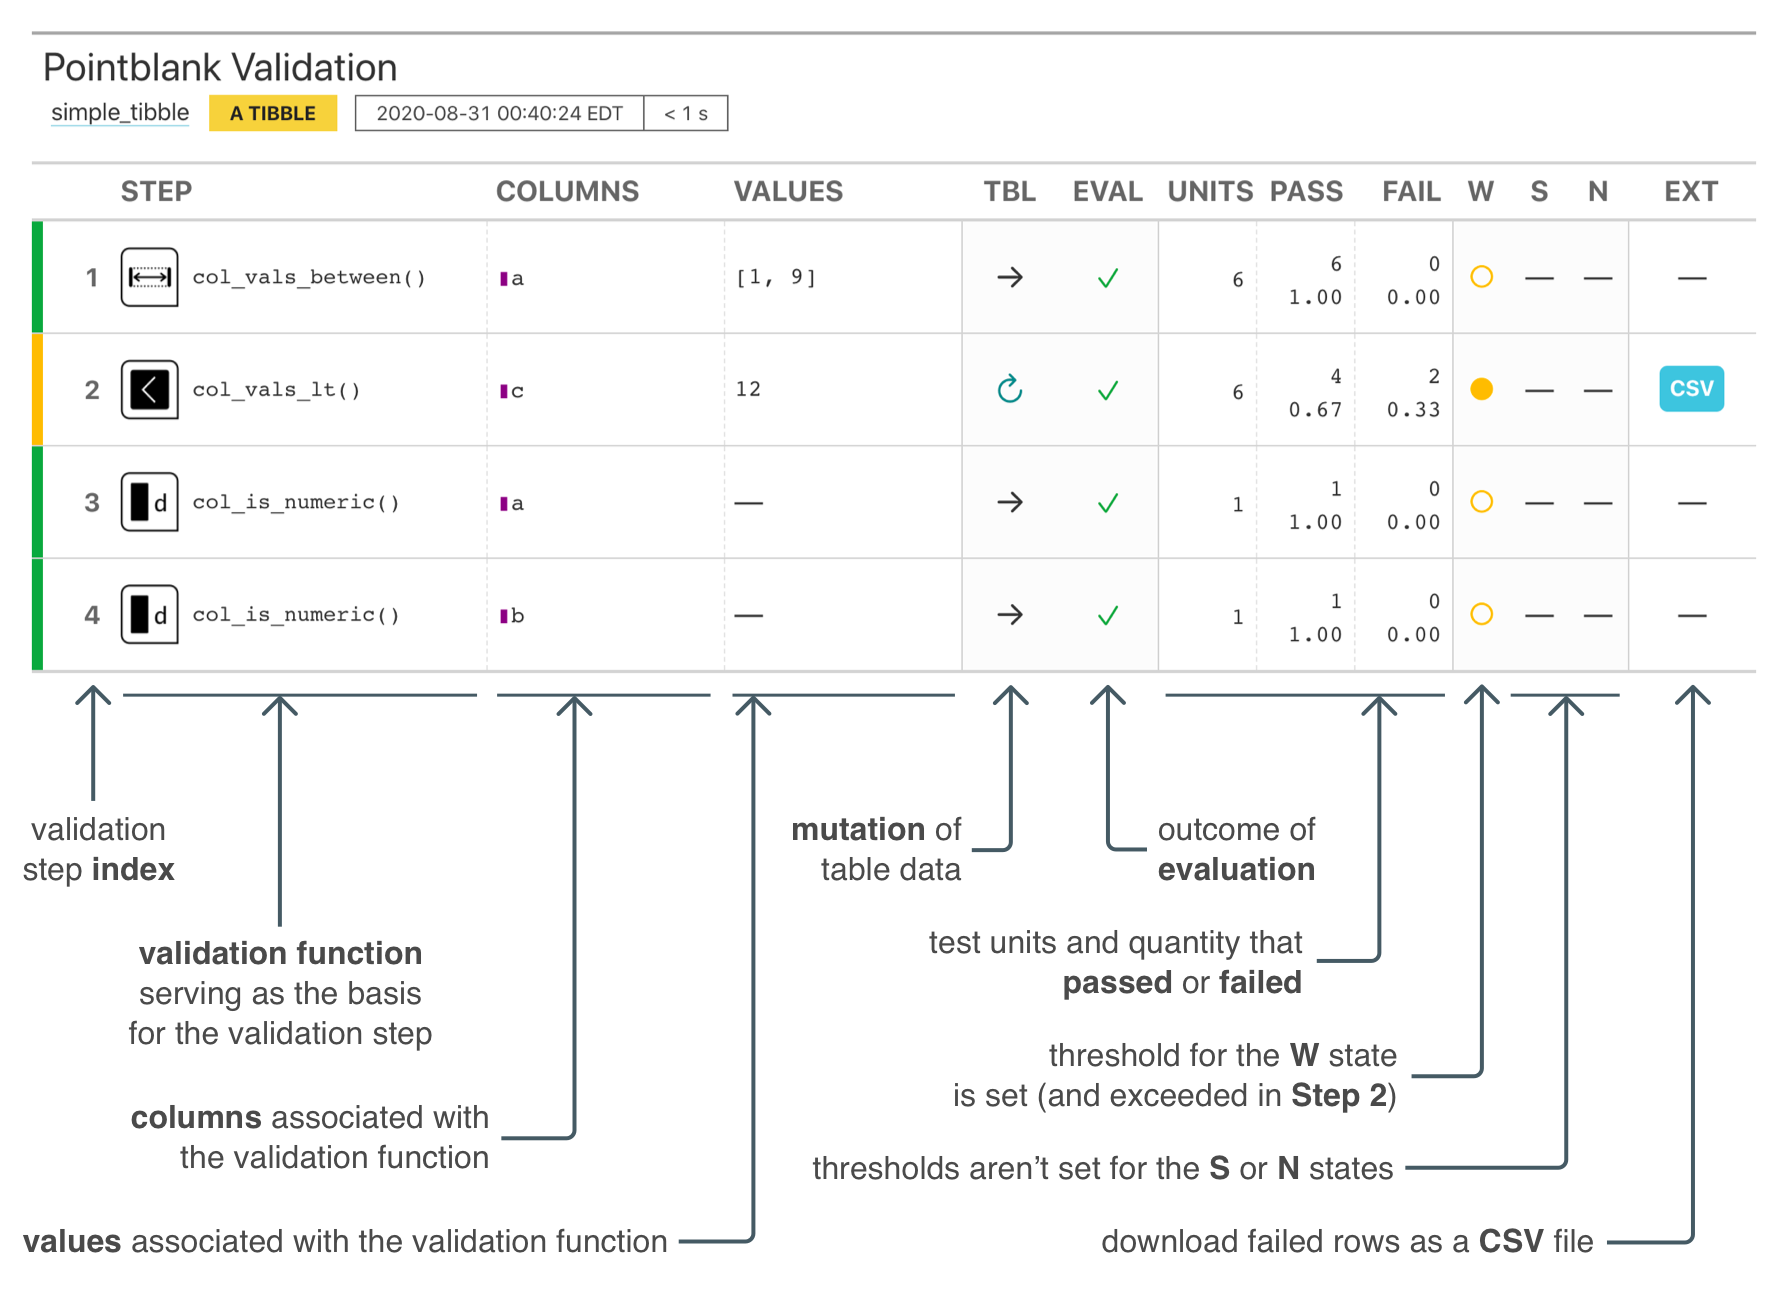 Pointblank Validation
simple_tibble A TIBBLE 2020-08-31 00:40:24 EDT < 1 s
STEP COLUMNS VALUES TBL EVAL UNITS PASS FAIL W S N EXT
1 col_vals_between() a [1, 9] → ✓ 6 6 0 — — —
1.00 0.00
2 col_vals_lt() c 12 ✓ 6 4 2 — — CSV
0.67 0.33
3 d col_is_numeric() a — → ✓ 1 1 0 — — —
1.00 0.00
4 d col_is_numeric() b — → ✓ 1 1 0 — — —
1.00 0.00
validation
step index
validation function
serving as the basis
for the validation step
columns associated with
the validation function
values associated with the validation function
mutation of
table data
outcome of
evaluation
test units and quantity that
passed or failed
threshold for the W state
is set (and exceeded in Step 2)
thresholds aren’t set for the S or N states
download failed rows as a CSV file